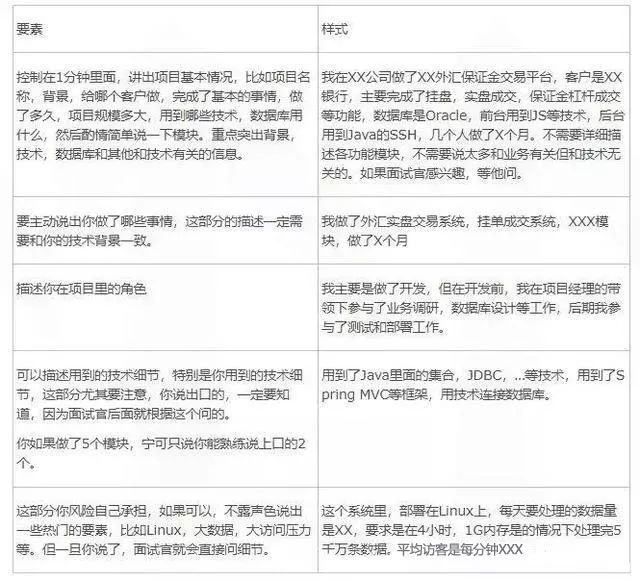 要素
样式
控制在1分钟里面，讲出项目基本情况，比如项目名
称，背景，给哪个客户做，完成了基本的事情，做
了多久，项目规模多大，用到哪些技术，数据库用
什么，然后酌情简单说一下模块。重点突出背景，
技术，数据库和其他和技术有关的信息。
我在XX公司做了XX外汇保证金交易平台，客户是XX
银行，主要完成了挂盘，实盘成交，保证金杠杆成交
等功能，数据库是Oracle，前台用到JS等技术，后台
用到Java的SSH，几个人做了X个月。不需要详细描
述各功能模块，不需要说太多和业务有关但和技术无
关的。如果面试官感兴趣，等他问。
要主动说出你做了哪些事情，这部分的描述一定需
要和你的技术背景一致。
我做了外汇实盘交易系统，挂单成交系统，XXX模
块，做了X个月
描述你在项目里的角色
我主要是做了开发，但在开发前，我在项目经理的带
领下参与了业务调研，数据库设计等工作，后期我参
与了测试和部署工作。
可以描述用到的技术细节，特别是你用到的技术细
节，这部分尤其要注意，你说出口的，一定要知
道，因为面试官后面就根据这个问的。
你如果做了5个模块，宁可只说你能熟练说上口的2
个。
用到了Java里面的集合，JDBC，...等技术，用到了S
pring MVC等框架，用技术连接数据库。
这部分你风险自己承担，如果可以，不露声色说出
一些热门的要素，比如Linux，大数据，大访问压力
等。但一旦你说了，面试官就会直接问细节。
这个系统里，部署在Linux上，每天要处理的数据量
是XX，要求是在4小时，1G内存是的情况下处理完5
千万条数据。平均访客是每分钟XXX